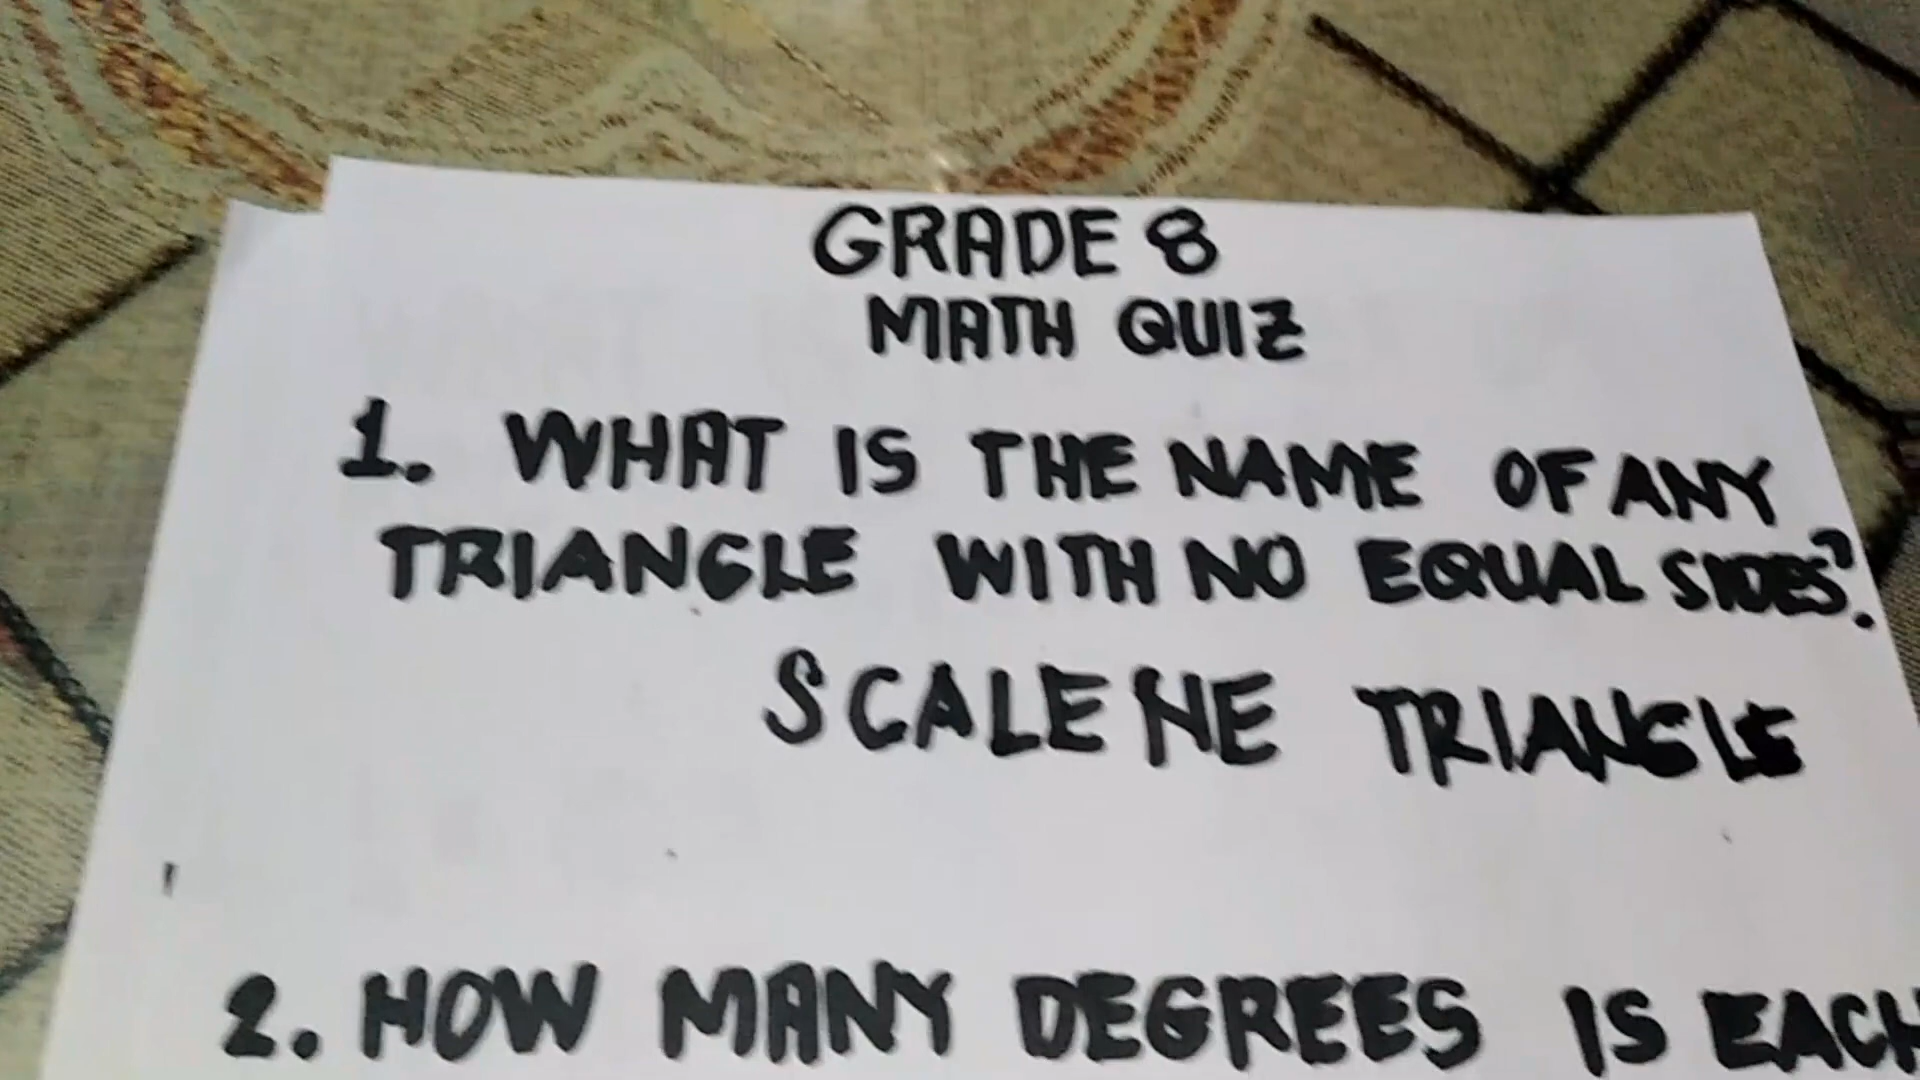 GRADE 8
MATH QUIZ
1. WHAT IS THE NAME OF ANY
TRIANGLE WITH NO EQUAL SIDES?
SCALENE TRIANGLE
2. HOW MANY DEGREES IS EACH